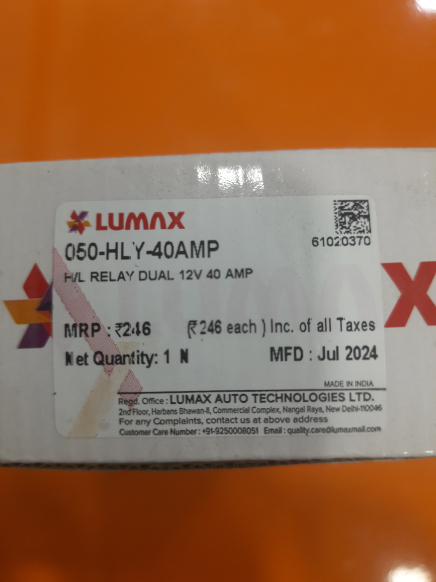 LUMAX
050-HLY-40AMP
61020370
H/L RELAY DUAL 12V 40 AMP
MRP : ₹246 (₹ 246 each ) Inc. of all Taxes
Net Quantity: 1 N MFD : Jul 2024
MADE IN INDIA
Regd. Office : LUMAX AUTO TECHNOLOGIES LTD.
2nd Floor, Harbans Bhawan-II, Commercial Complex, Nangal Raya, New Delhi-110046
For any Complaints, contact us at above address
Customer Care Number : +91-9250008051 Email : quality.care@lumaxmail.com
LUMAX